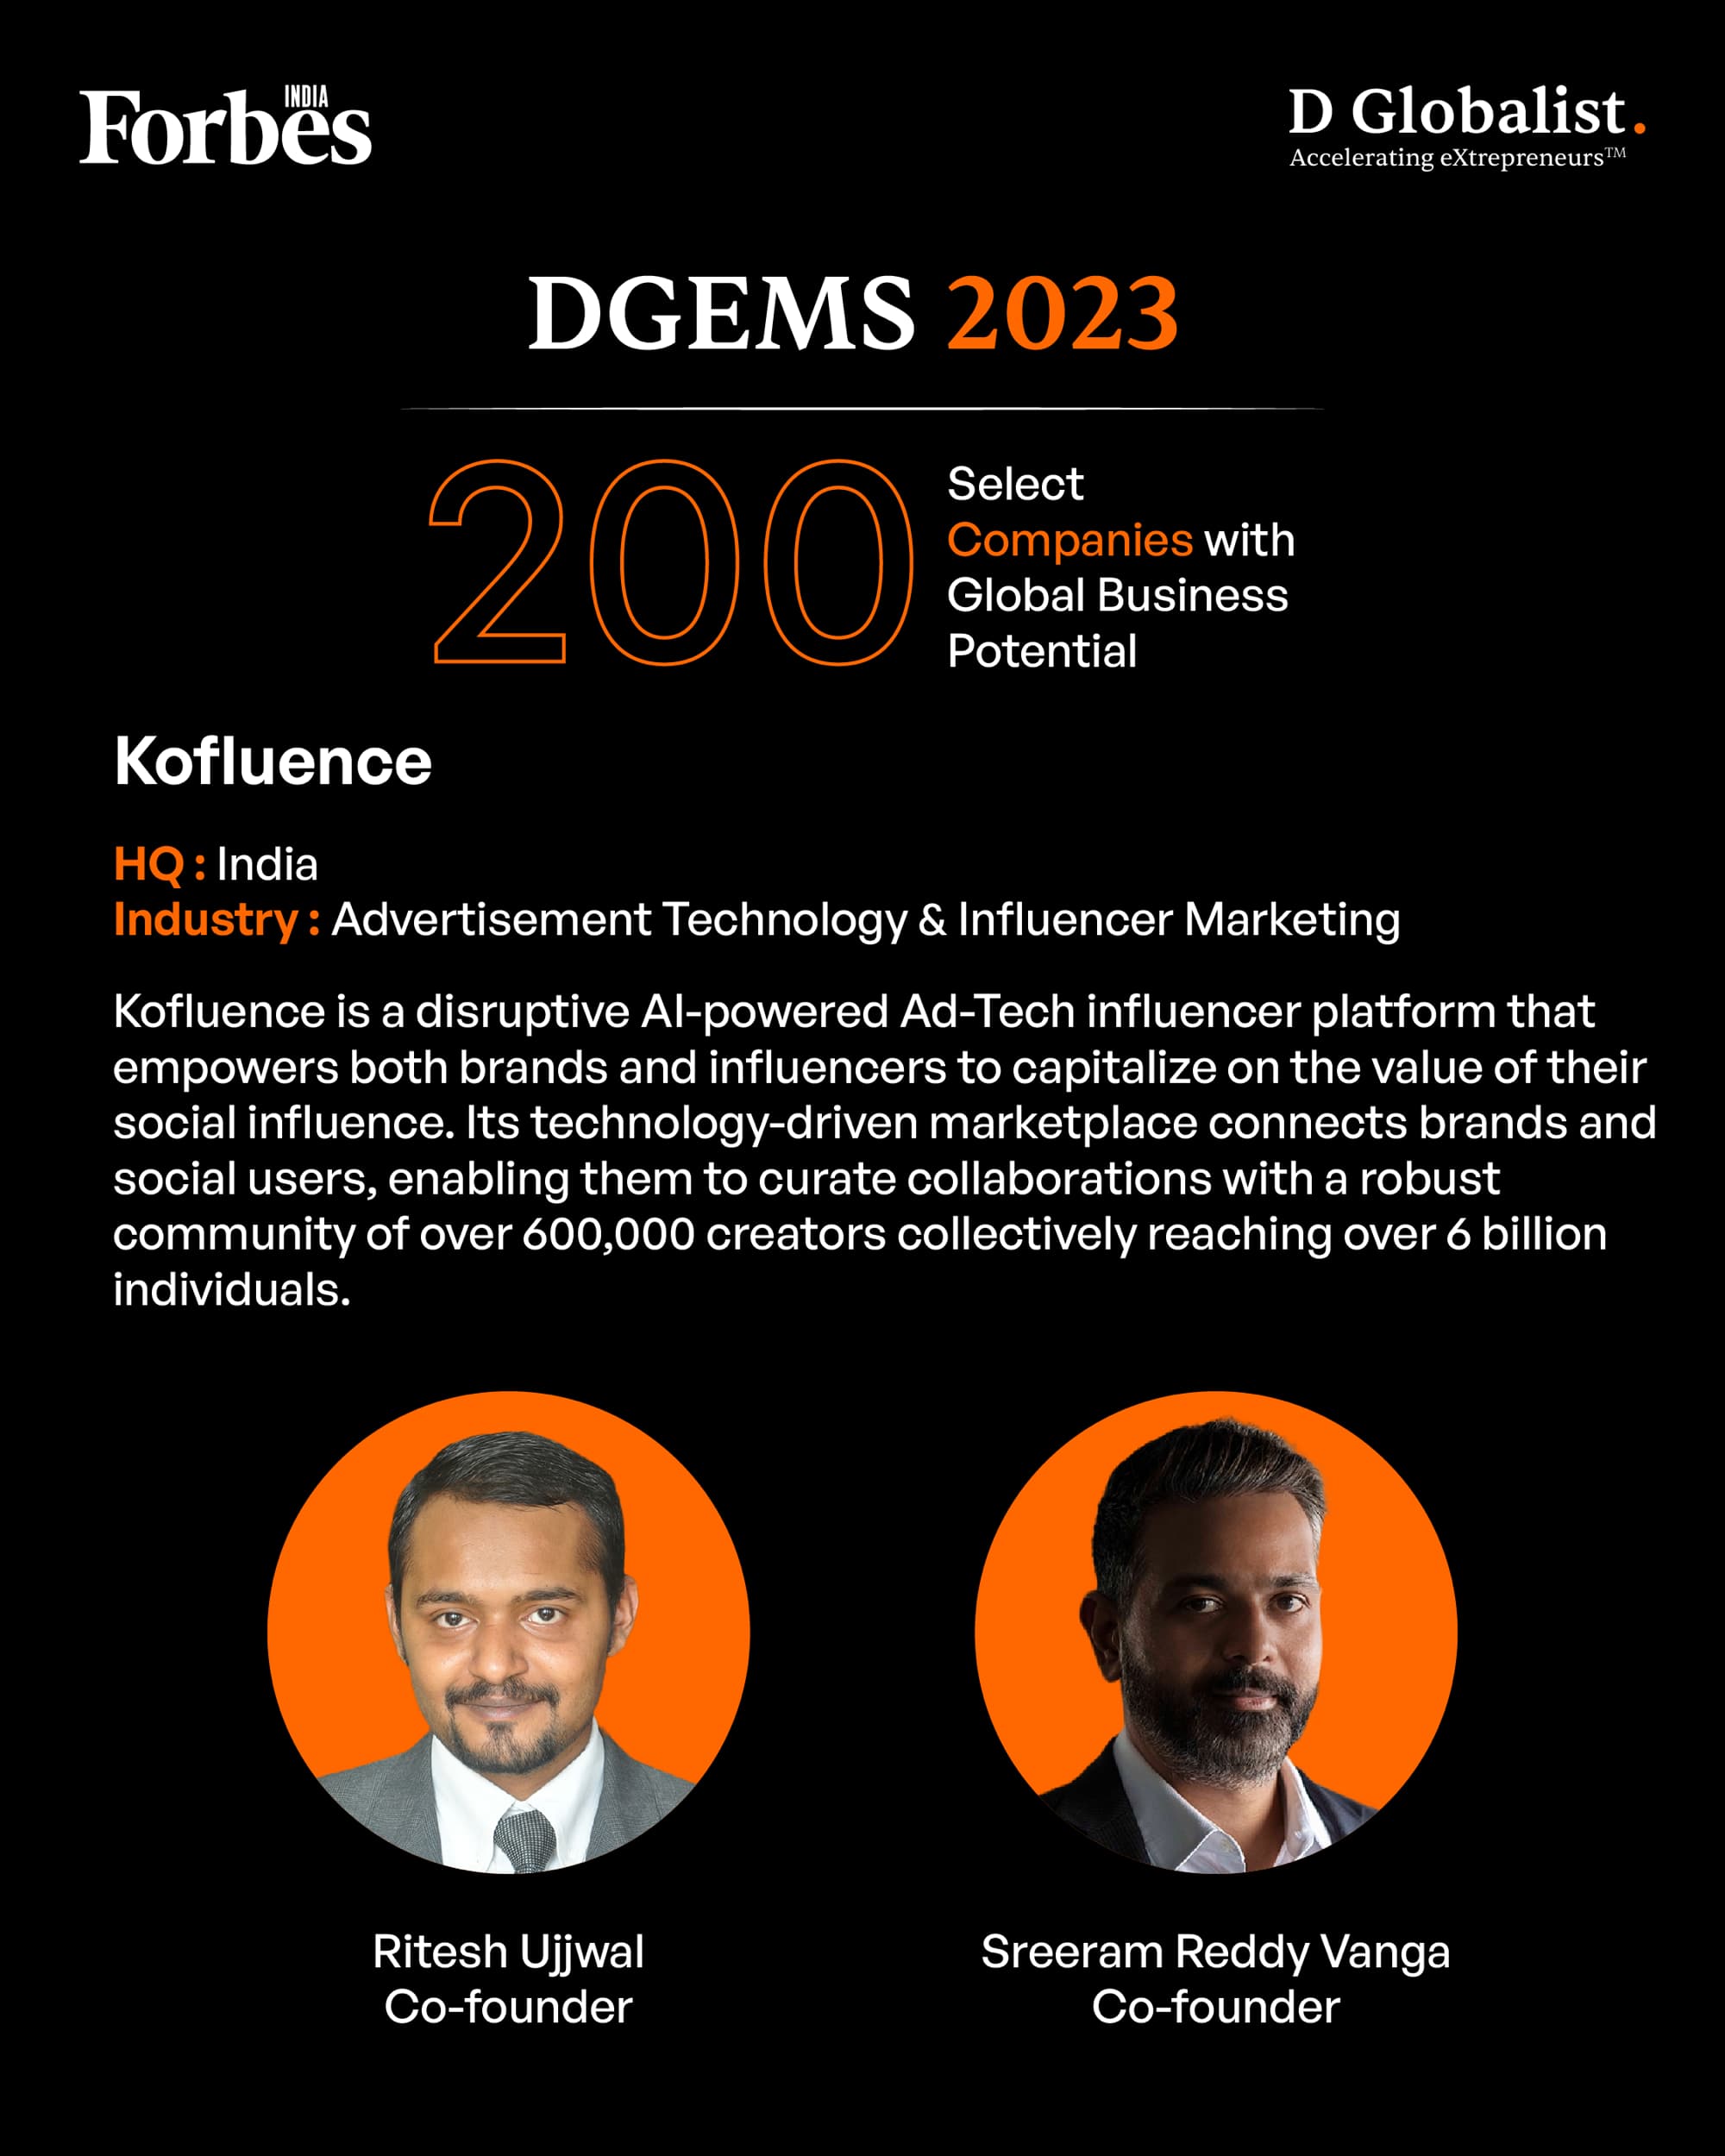 Forbes INDIA
D Globalist.
Accelerating eXtrepreneurs™
DGEMS 2023
200
Select
Companies with
Global Business
Potential
Kofluence
HQ : India
Industry : Advertisement Technology & Influencer Marketing
Kofluence is a disruptive AI-powered Ad-Tech influencer platform that
empowers both brands and influencers to capitalize on the value of their
social influence. Its technology-driven marketplace connects brands and
social users, enabling them to curate collaborations with a robust
community of over 600,000 creators collectively reaching over 6 billion
individuals.
Ritesh Ujjwal
Co-founder
Sreeram Reddy Vanga
Co-founder